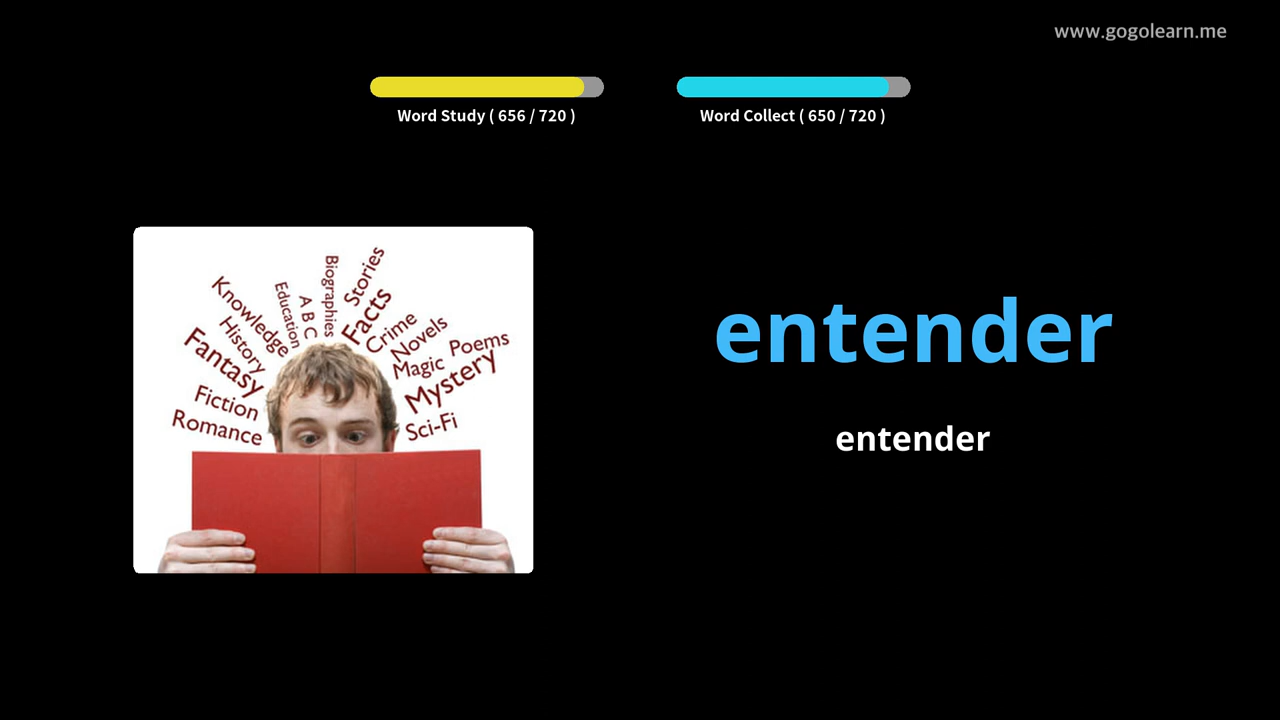 www.gogolearn.me
Word Study ( 656 / 720 )
Word Collect ( 650 / 720 )
Romance
Fiction
Fantasy
History
Knowledge
Education
A B C
Biographies
Stories
Facts
Crime
Novels
Magic
Poems
Mystery
Sci-Fi
entender
entender